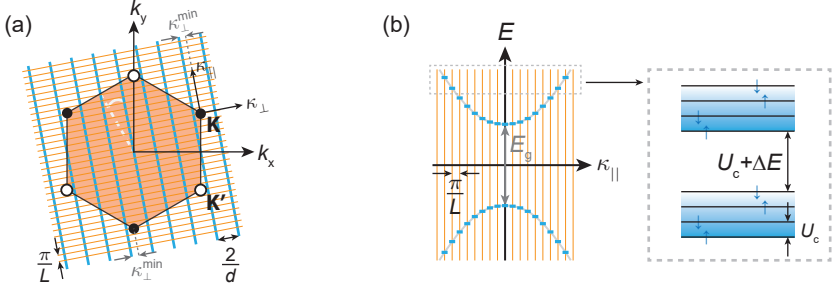 (a)
k_y
κ_⊥^min
κ_||
κ_⊥
K
k_x
K′
π/L
κ_⊥^min
2/d
(b)
E
E_g
κ_||
π/L
U_c + ΔE
U_c